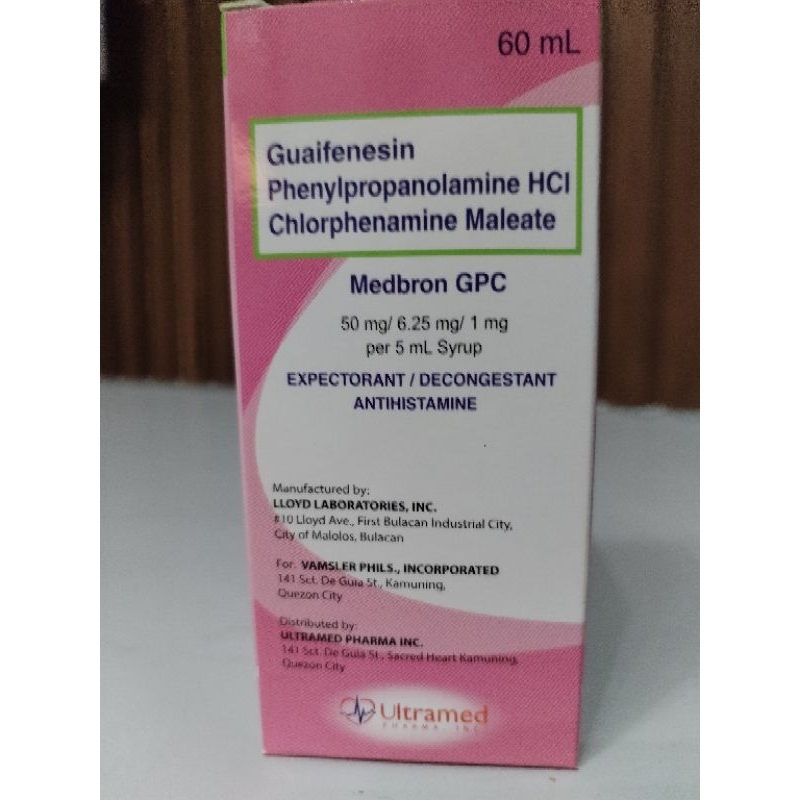 60 mL
Guaifenesin
Phenylpropanolamine HCl
Chlorphenamine Maleate
Medbron GPC
50 mg/ 6.25 mg/ 1 mg
per 5 mL Syrup
EXPECTORANT / DECONGESTANT
ANTIHISTAMINE
Manufactured by:
LLOYD LABORATORIES, INC.
#10 Lloyd Ave., First Bulacan Industrial City,
City of Malolos, Bulacan
For: VAMSLER PHILS., INCORPORATED
141 Sct. De Guia St., Kamuning,
Quezon City
Distributed by:
ULTRAMED PHARMA INC.
141 Sct. De Guia St., Sacred Heart Kamuning,
Quezon City
Ultramed
PHARMA INC